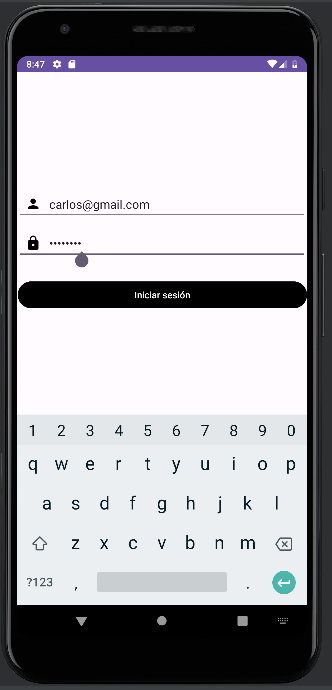 8:47
carlos@gmail.com
••••••••
Iniciar sesión
1 2 3 4 5 6 7 8 9 0
q w e r t y u i o p
a s d f g h j k l
z x c v b n m
?123 , .